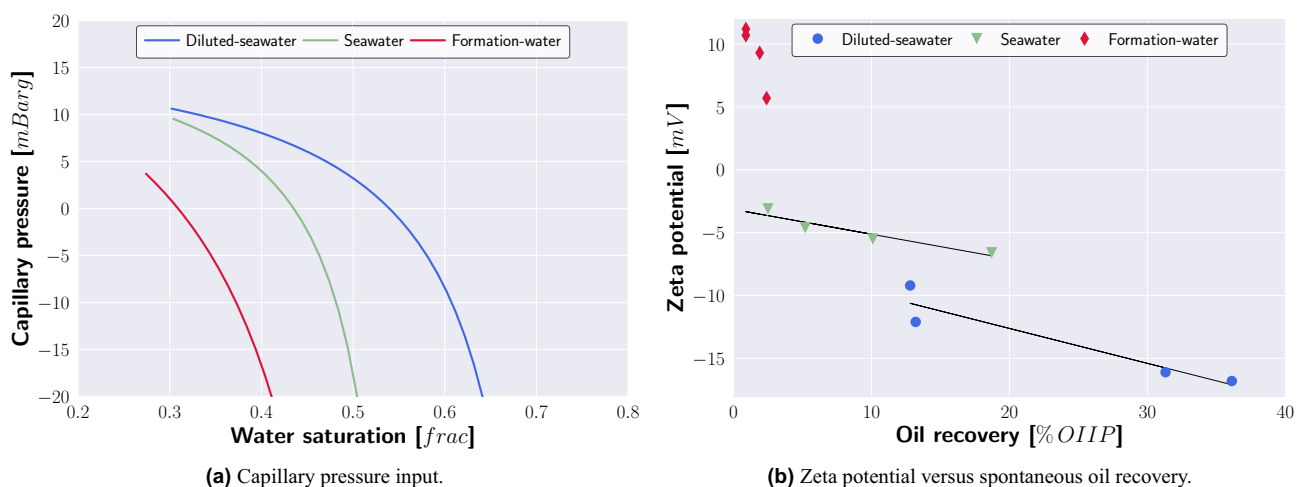 20
15
10
5
0
−5
−10
−15
−20
Capillary pressure [mBarg]
Diluted-seawater Seawater Formation-water
0.2 0.3 0.4 0.5 0.6 0.7 0.8
Water saturation [frac]
(a) Capillary pressure input.
10
5
0
−5
−10
−15
Zeta potential [mV]
Diluted-seawater Seawater Formation-water
0 10 20 30 40
Oil recovery [%OIIP]
(b) Zeta potential versus spontaneous oil recovery.